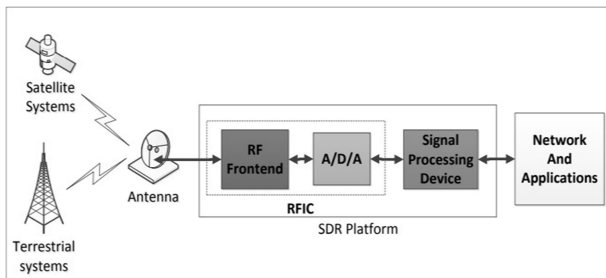 Satellite
Systems
Terrestrial
systems
Antenna
RF
Frontend
A/D/A
RFIC
Signal
Processing
Device
SDR Platform
Network
And
Applications